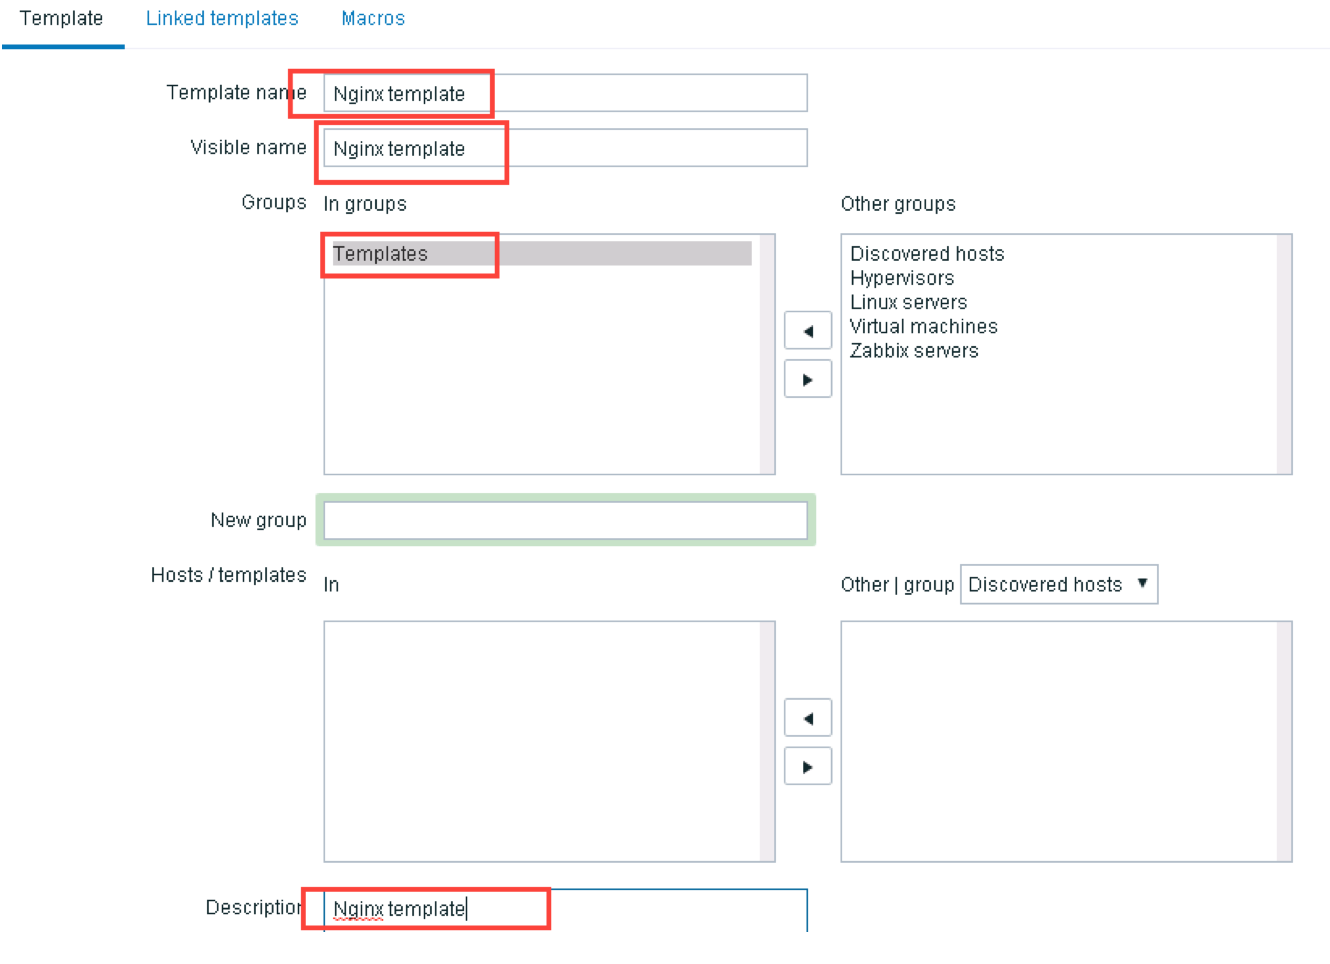 Template Linked templates Macros
Template name Nginx template
Visible name Nginx template
Groups In groups Other groups
Templates
Discovered hosts
Hypervisors
Linux servers
Virtual machines
Zabbix servers
New group
Hosts / templates In Other | group Discovered hosts
Description Nginx template